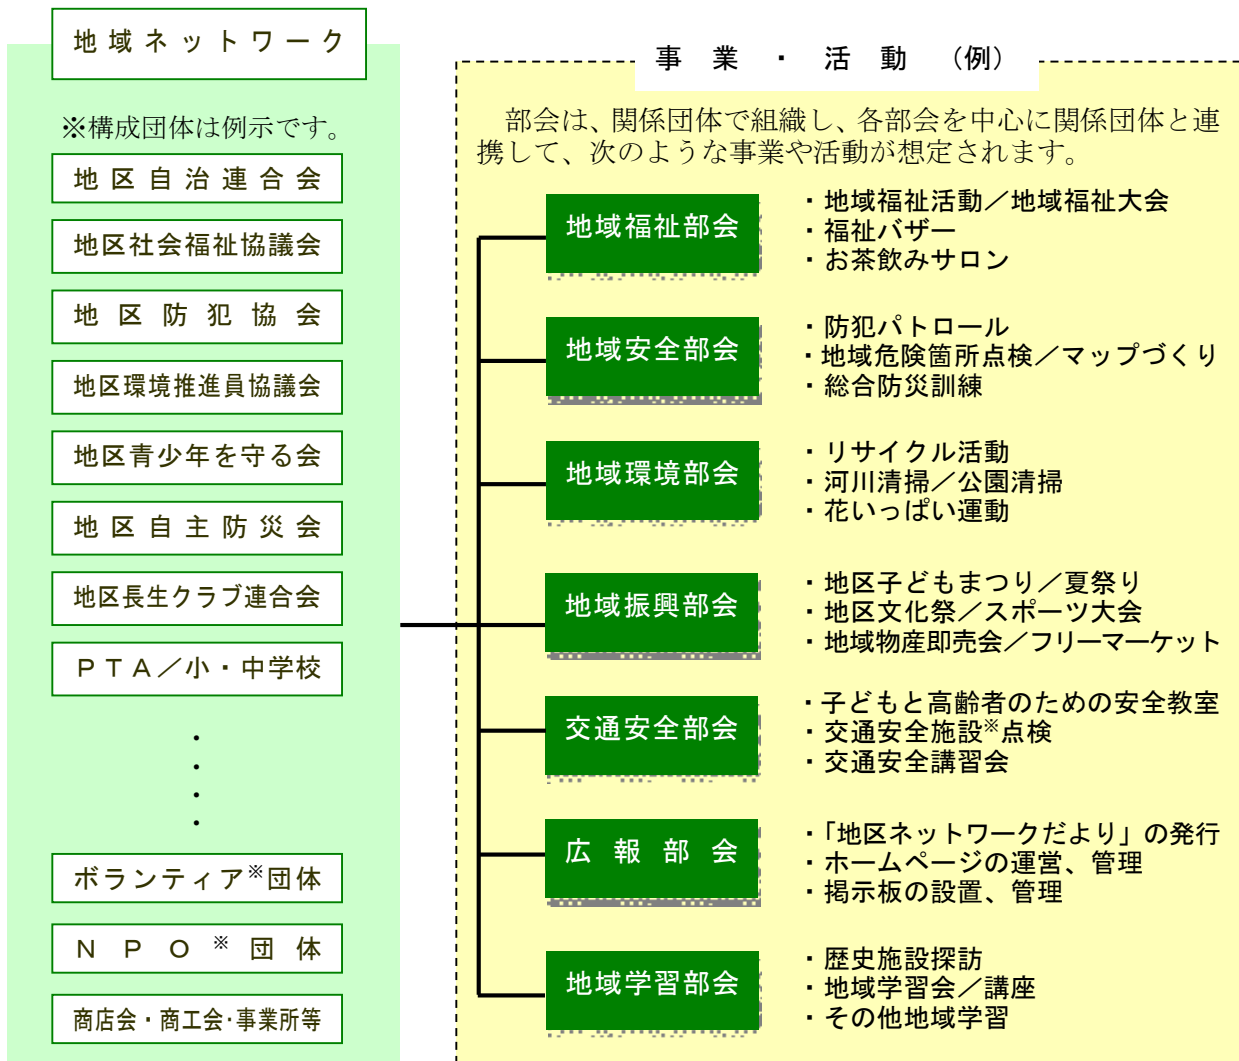 地域ネットワーク
※構成団体は例示です。
地区自治連合会
地区社会福祉協議会
地区防犯協会
地区環境推進員協議会
地区青少年を守る会
地区自主防災会
地区長生クラブ連合会
ＰＴＡ／小・中学校
・
・
・
・
ボランティア※団体
ＮＰＯ※団体
商店会・商工会・事業所等
事業・活動（例）
部会は、関係団体で組織し、各部会を中心に関係団体と連
携して、次のような事業や活動が想定されます。
地域福祉部会
・地域福祉活動／地域福祉大会
・福祉バザー
・お茶飲みサロン
地域安全部会
・防犯パトロール
・地域危険箇所点検／マップづくり
・総合防災訓練
地域環境部会
・リサイクル活動
・河川清掃／公園清掃
・花いっぱい運動
地域振興部会
・地区子どもまつり／夏祭り
・地区文化祭／スポーツ大会
・地域物産即売会／フリーマーケット
交通安全部会
・子どもと高齢者のための安全教室
・交通安全施設※点検
・交通安全講習会
広報部会
・「地区ネットワークだより」の発行
・ホームページの運営、管理
・掲示板の設置、管理
地域学習部会
・歴史施設探訪
・地域学習会／講座
・その他地域学習